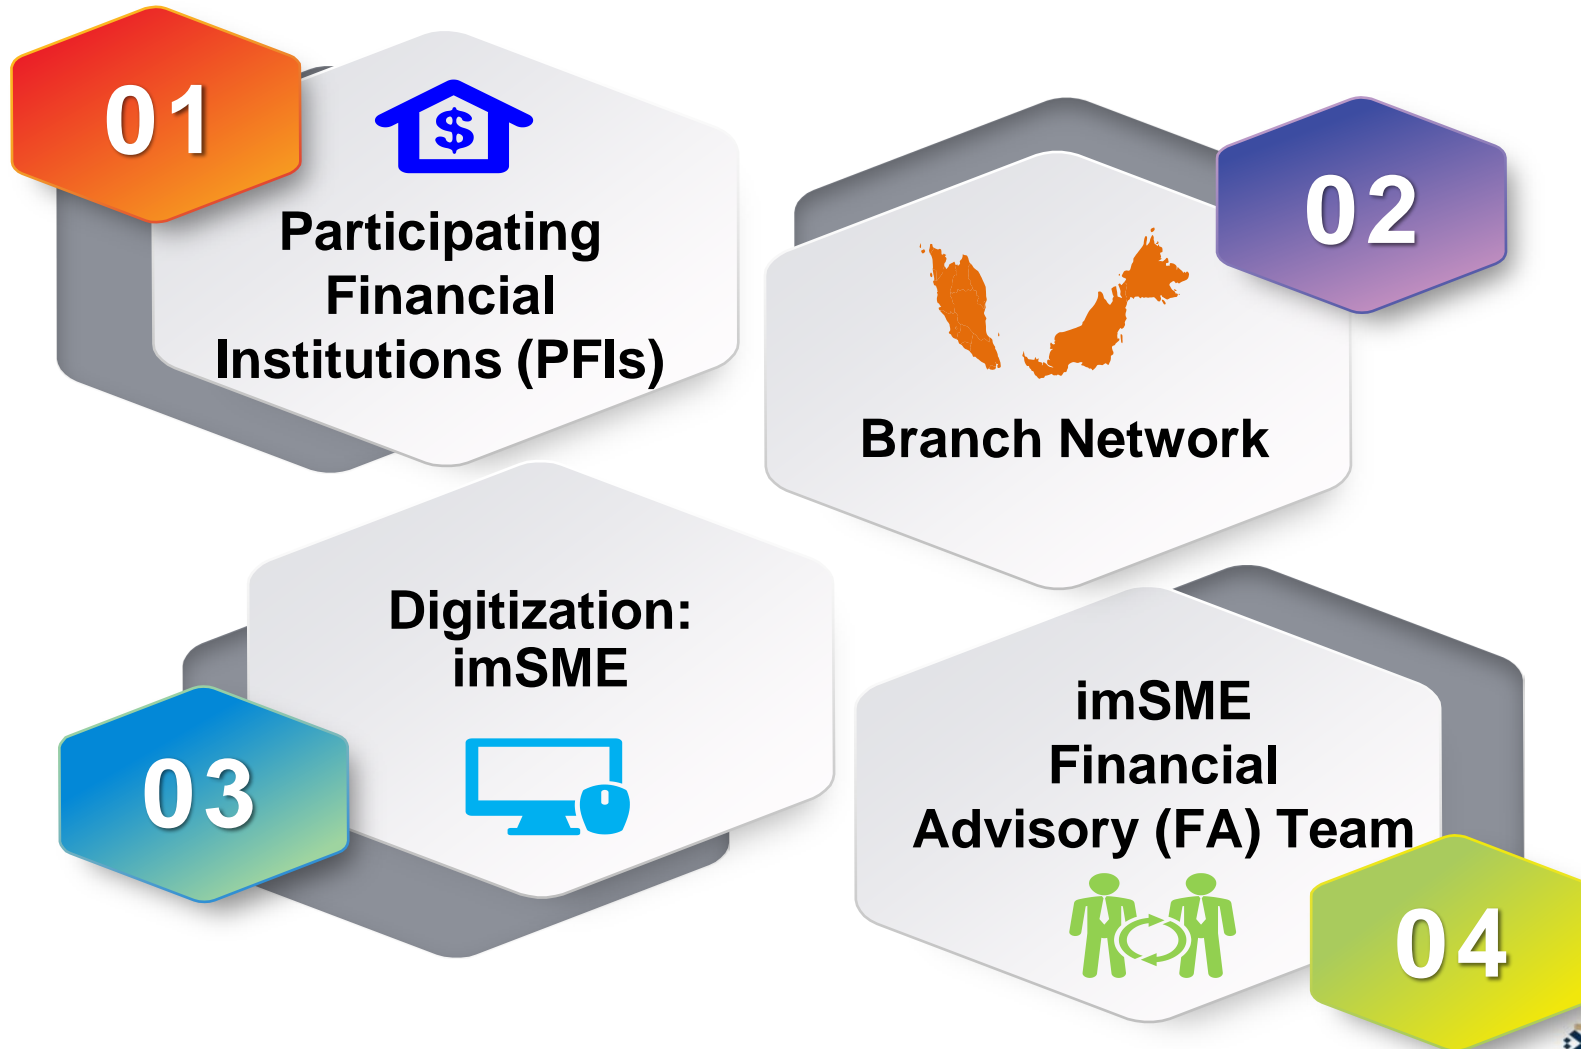 01
$
Participating
Financial
Institutions (PFIs)
02
Branch Network
Digitization:
imSME
03
imSME
Financial
Advisory (FA) Team
04